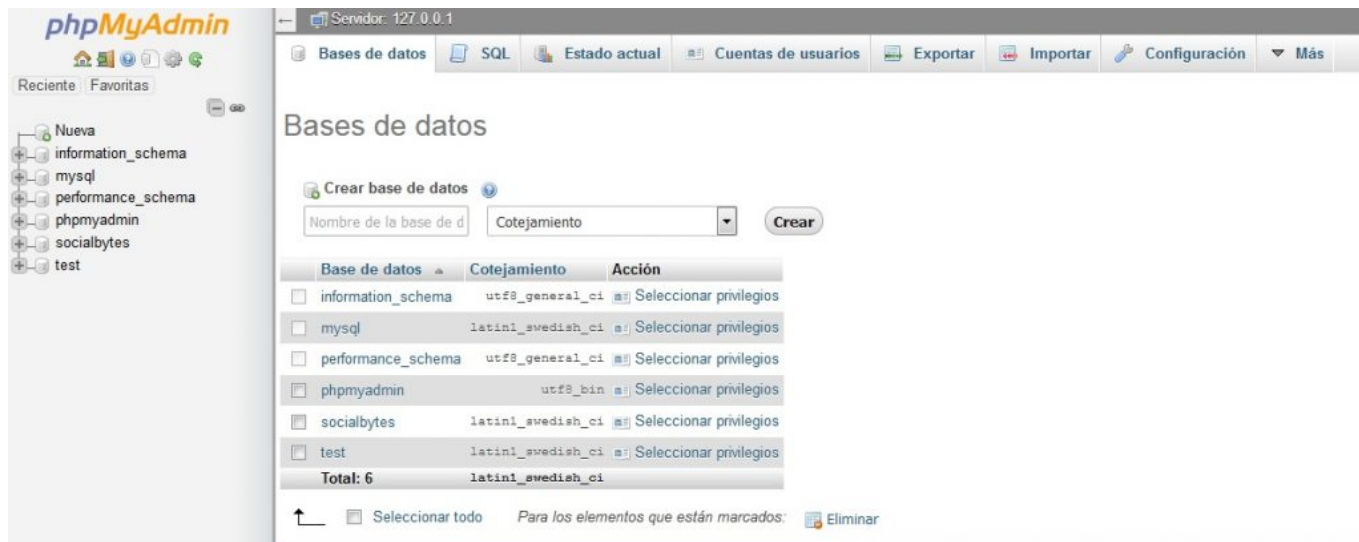 phpMyAdmin
Reciente Favoritas
Nueva
information_schema
mysql
performance_schema
phpmyadmin
socialbytes
test
Servidor: 127.0.0.1
Bases de datos SQL Estado actual Cuentas de usuarios Exportar Importar Configuración Más
Bases de datos
Crear base de datos
Nombre de la base de d Cotejamiento Crear
Base de datos Cotejamiento Acción
information_schema utf8_general_ci Seleccionar privilegios
mysql latin1_swedish_ci Seleccionar privilegios
performance_schema utf8_general_ci Seleccionar privilegios
phpmyadmin utf8_bin Seleccionar privilegios
socialbytes latin1_swedish_ci Seleccionar privilegios
test latin1_swedish_ci Seleccionar privilegios
Total: 6 latin1_swedish_ci
Seleccionar todo Para los elementos que están marcados: Eliminar